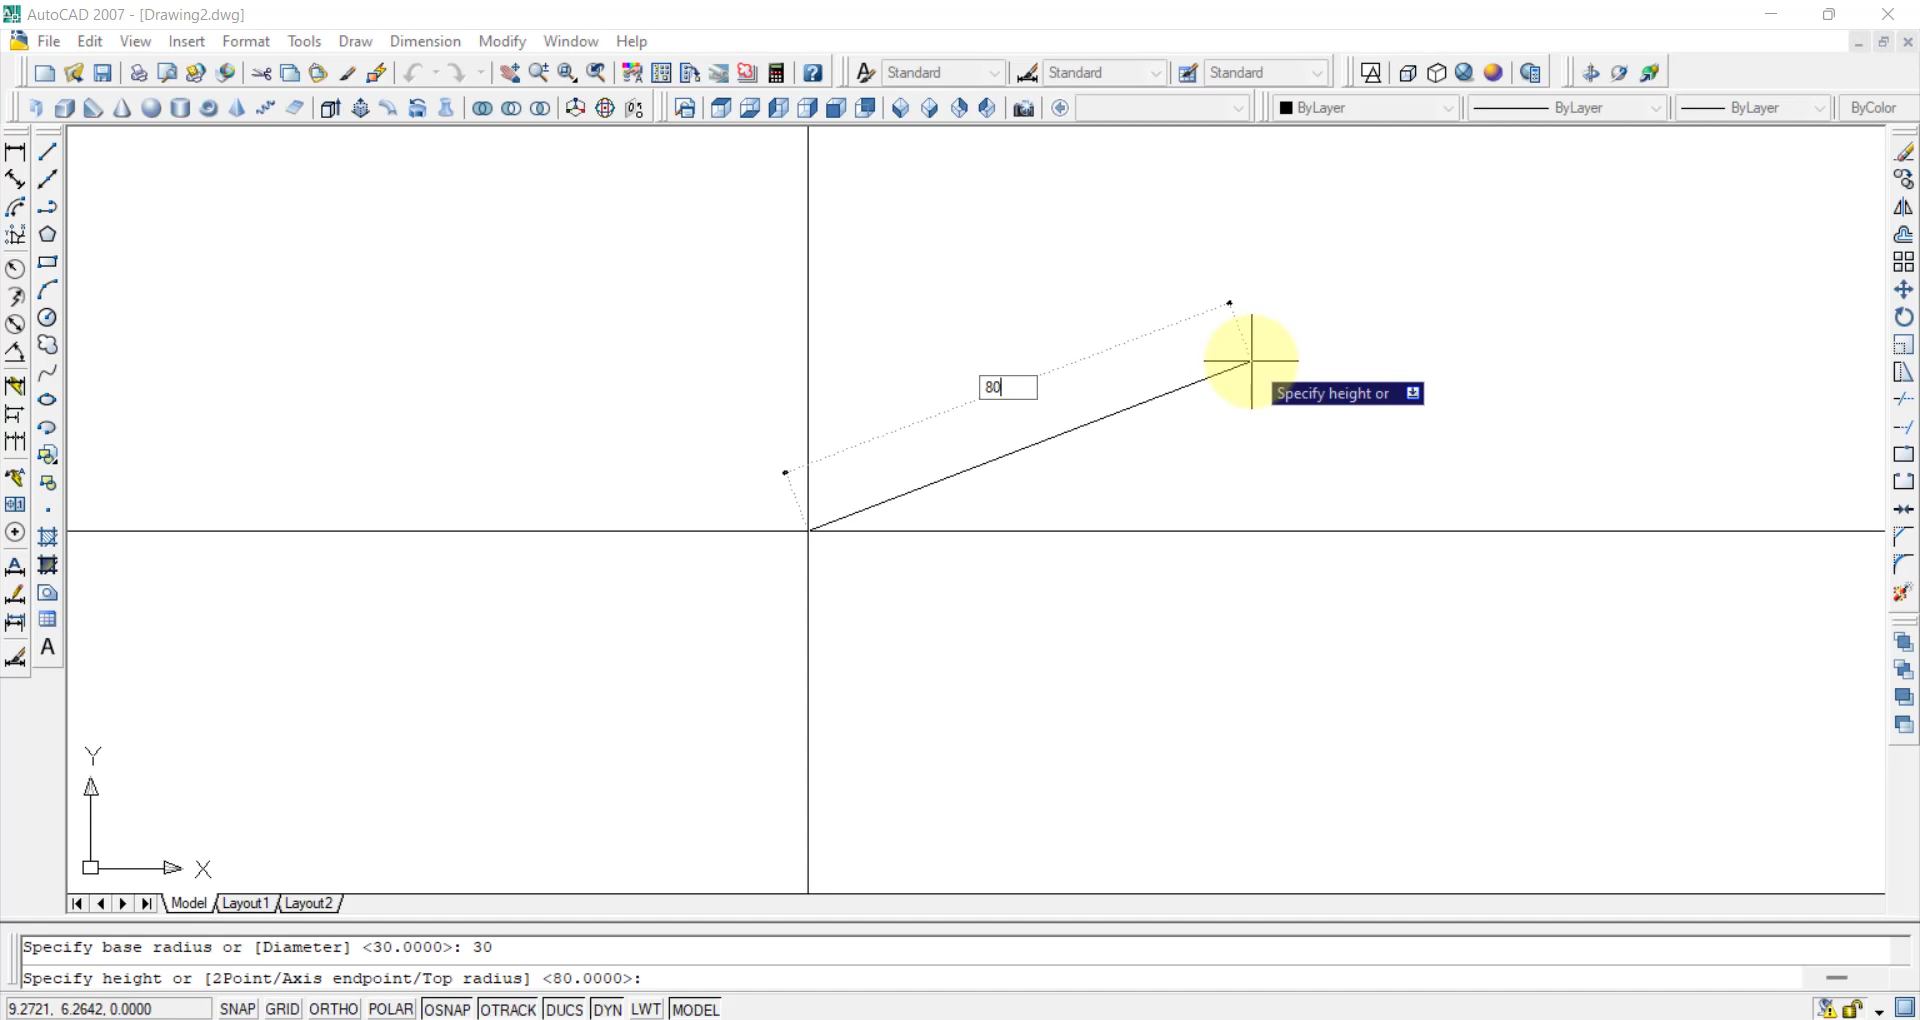 AutoCAD 2007 - [Drawing2.dwg]
File Edit View Insert Format Tools Draw Dimension Modify Window Help
Standard Standard Standard
ByLayer ByLayer ByLayer ByColor
80
Specify height or
Y
X
A
Model Layout1 Layout2
Specify base radius or [Diameter] <30.0000>: 30
Specify height or [2Point/Axis endpoint/Top radius] <80.0000>:
9.2721, 6.2642, 0.0000 SNAP GRID ORTHO POLAR OSNAP OTRACK DUCS DYN LWT MODEL